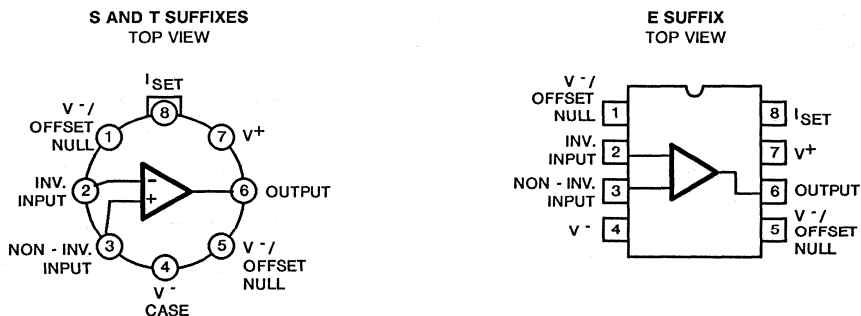 S AND T SUFFIXES
TOP VIEW
I SET
8
V -/
OFFSET
NULL
1
7
V+
INV.
INPUT
2
-
+
6
OUTPUT
NON - INV.
INPUT
3
4
V -
CASE
5
V -/
OFFSET
NULL
E SUFFIX
TOP VIEW
V -/
OFFSET
NULL
1
8
ISET
INV.
INPUT
2
7
V+
NON - INV.
INPUT
3
6
OUTPUT
V -
4
5
V -/
OFFSET
NULL